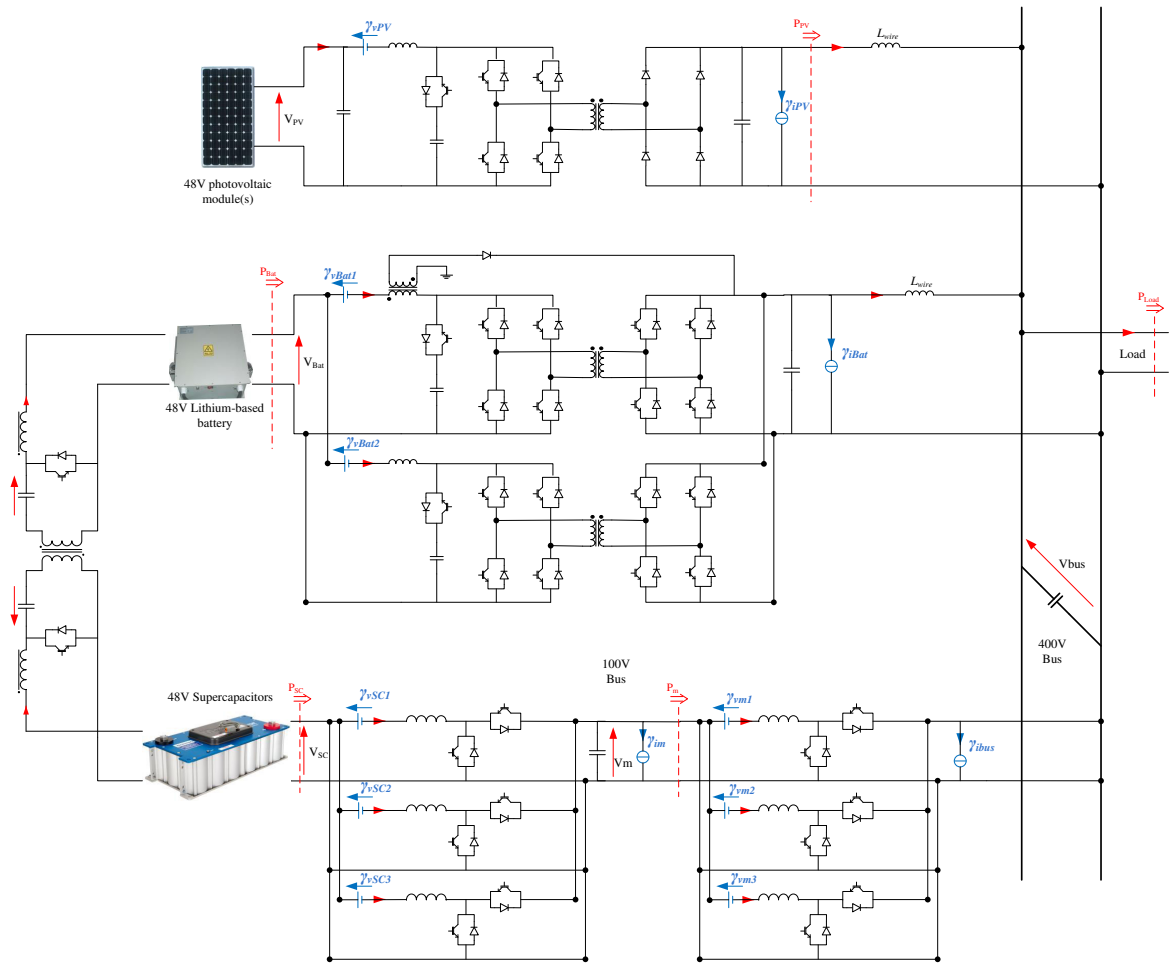 γvPV
PPV
Lwire
VPV
γiPV
48V photovoltaic
module(s)
PBat
γvBat1
Lwire
PLoad
VBat
γiBat
Load
48V Lithium-based
battery
γvBat2
Vbus
400V
Bus
100V
Bus
48V Supercapacitors
PSC
γvSC1
Pm
γvm1
VSC
Vm
γim
γibus
γvSC2
γvm2
γvSC3
γvm3